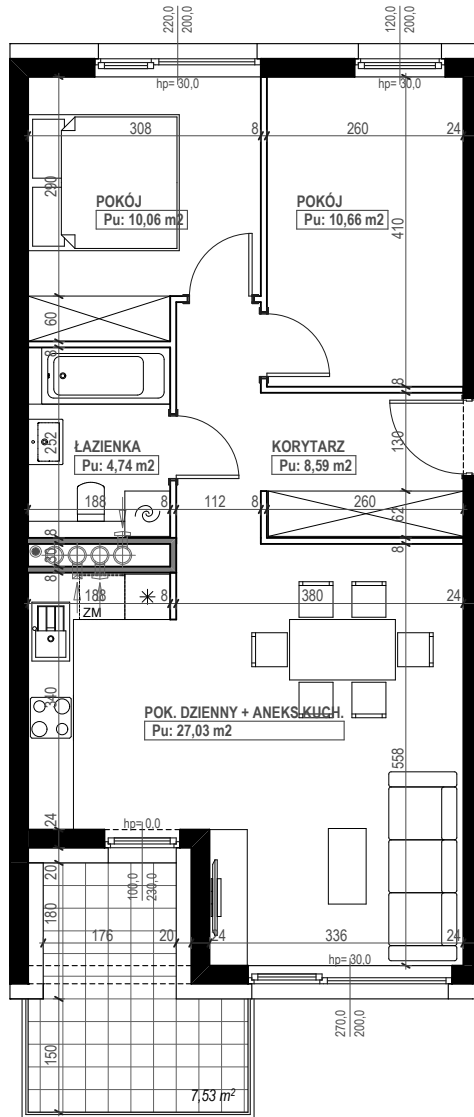 220,0
200,0
120,0
200,0
hp= 30,0
hp= 30,0
308
8
260
24
290
POKÓJ
Pu: 10,06 m2
POKÓJ
Pu: 10,66 m2
410
60
8
8
232
ŁAZIENKA
Pu: 4,74 m2
KORYTARZ
Pu: 8,59 m2
130
188
8
112
8
260
62
8
30
8
8
188
8
380
24
ZM
340
POK. DZIENNY + ANEKS KUCH.
Pu: 27,03 m2
558
24
hp= 0,0
100,0
230,0
20
180
176
20
24
336
24
hp= 30,0
270,0
200,0
150
7,53 m²